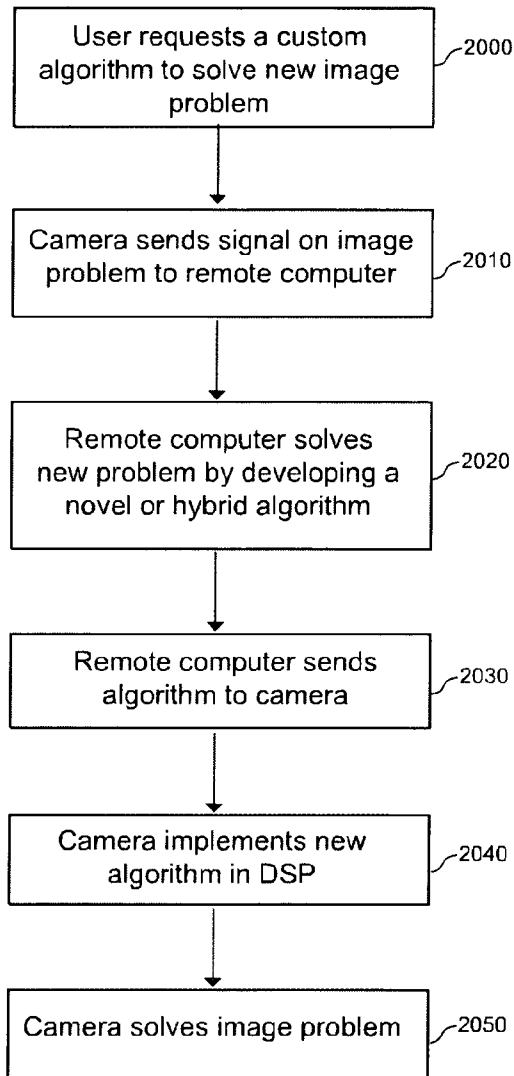 User requests a custom
algorithm to solve new image
problem
2000
Camera sends signal on image
problem to remote computer
2010
Remote computer solves
new problem by developing a
novel or hybrid algorithm
2020
Remote computer sends
algorithm to camera
2030
Camera implements new
algorithm in DSP
2040
Camera solves image problem
2050